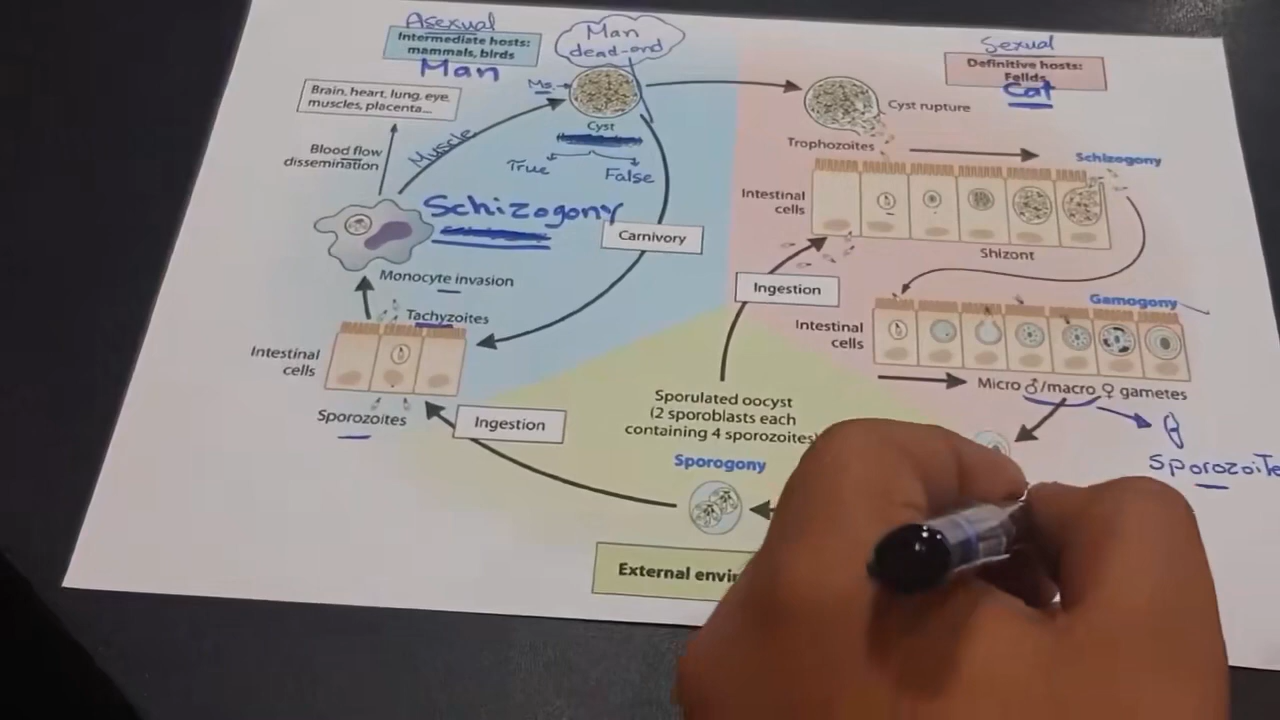 Asexual
Intermediate hosts:
mammals, birds
Man
Man
dead-end
Sexual
Definitive hosts:
Felids
Cat
Brain, heart, lung, eye,
muscles, placenta...
Ms.
Cyst
True
False
Muscle
Blood flow
dissemination
Schizogony
Carnivory
Monocyte invasion
Tachyzoites
Intestinal
cells
Sporozoites
Ingestion
Cyst rupture
Trophozoites
Schizogony
Intestinal
cells
Shizont
Ingestion
Gamogony
Intestinal
cells
Micro ♂/macro ♀ gametes
Sporozoite
Sporulated oocyst
(2 sporoblasts each
containing 4 sporozoites)
Sporogony
External